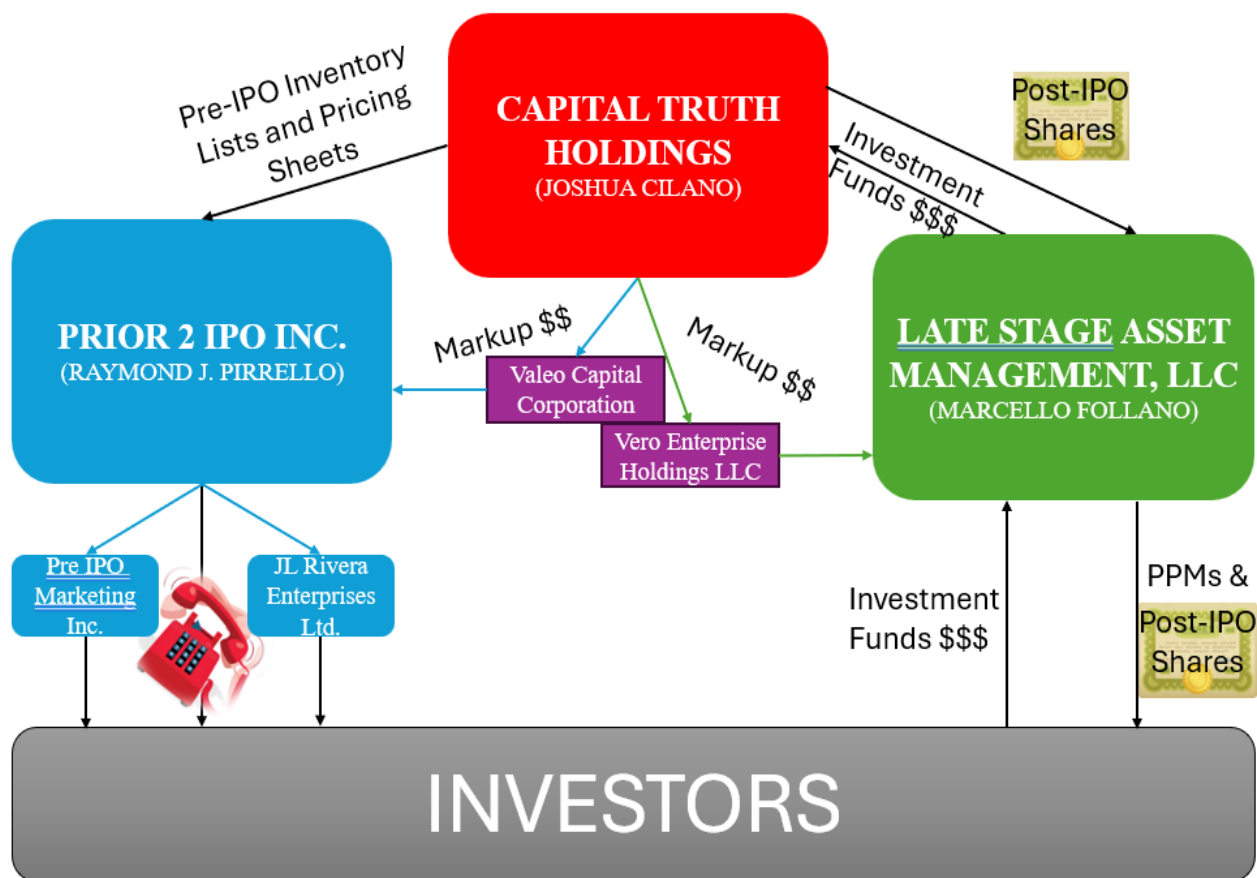 CAPITAL TRUTH
HOLDINGS
(JOSHUA CILANO)
Pre-IPO Inventory
Lists and Pricing
Sheets
Post-IPO
Shares
Investment
Funds $$$
PRIOR 2 IPO INC.
(RAYMOND J. PIRRELLO)
Markup $$
Markup $$
Valeo Capital
Corporation
Vero Enterprise
Holdings LLC
LATE STAGE ASSET
MANAGEMENT, LLC
(MARCELLO FOLLANO)
Pre IPO
Marketing
Inc.
JL Rivera
Enterprises
Ltd.
Investment
Funds $$$
PPMs &
Post-IPO
Shares
INVESTORS